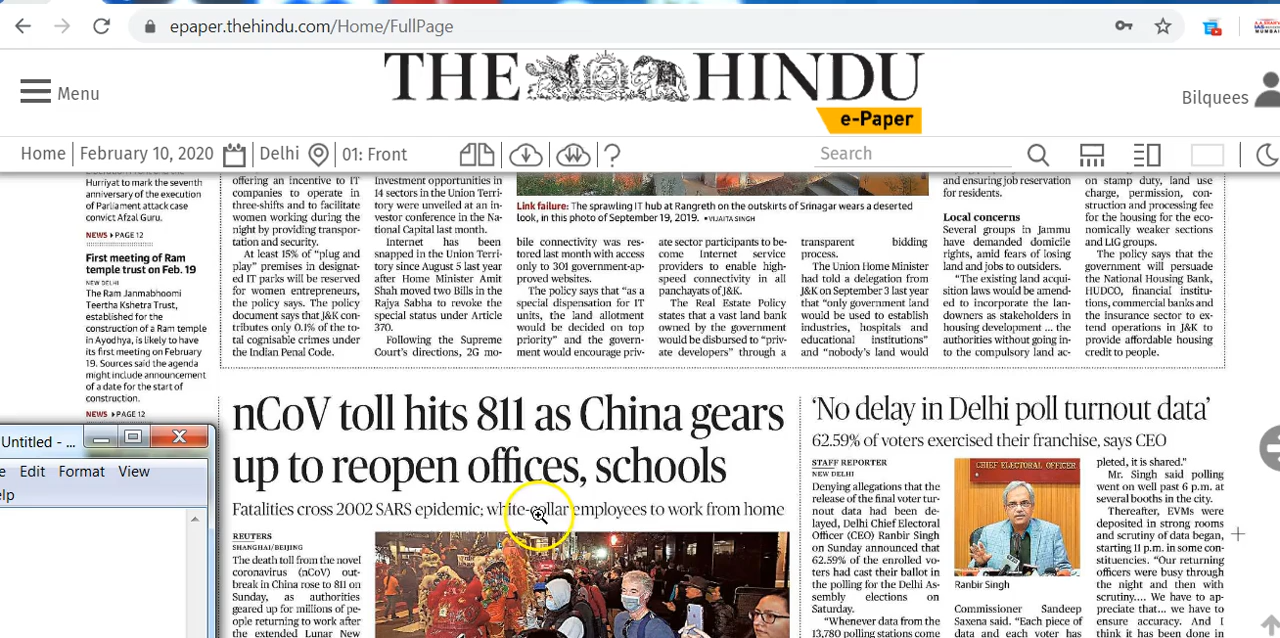 epaper.thehindu.com/Home/FullPage
THE HINDU
e-Paper
Menu
Bilquees
Home | February 10, 2020
Delhi
01: Front
?
Search
Hurriyat to mark the seventh
anniversary of the execution
of Parliament attack case
convict Afzal Guru.
NEWS ▸ PAGE 12
First meeting of Ram
temple trust on Feb. 19
NEW DELHI
The Ram Janmabhoomi
Teertha Kshetra Trust,
established for the
construction of a Ram temple
in Ayodhya, is likely to have
its first meeting on February
19. Sources said the agenda
might include announcement
of a date for the start of
construction.
NEWS ▸ PAGE 12
offering an incentive to IT
companies to operate in
three-shifts and to facilitate
women working during the
night by providing transpor-
tation and security.
At least 15% of "plug and
play" premises in designat-
ed IT parks will be reserved
for women entrepreneurs,
the policy says. The policy
document says that J&K con-
tributes only 0.1% of the to-
tal cognisable crimes under
the Indian Penal Code.
Investment opportunities in
14 sectors in the Union Terri-
tory were unveiled at an in-
vestor conference in the Na-
tional Capital last month.
Internet has been
snapped in the Union Terri-
tory since August 5 last year
after Home Minister Amit
Shah moved two Bills in the
Rajya Sabha to revoke the
special status under Article
370.
Following the Supreme
Court's directions, 2G mo-
Link failure: The sprawling IT hub at Rangreth on the outskirts of Srinagar wears a deserted
look, in this photo of September 19, 2019. • VIJAITA SINGH
bile connectivity was res-
tored last month with access
only to 301 government-ap-
proved websites.
The policy says that "as a
special dispensation for IT
units, the land allotment
would be decided on top
priority" and the govern-
ment would encourage priv-
ate sector participants to be-
come Internet service
providers to enable high-
speed connectivity in all
panchayats of J&K.
The Real Estate Policy
states that a vast land bank
owned by the government
would be disbursed to "priv-
ate developers" through a
transparent bidding
process.
The Union Home Minister
had told a delegation from
J&K on September 3 last year
that "only government land
would be used to establish
industries, hospitals and
educational institutions"
and "nobody's land would
and ensuring job reservation
for residents.
Local concerns
Several groups in Jammu
have demanded domicile
rights, amid fears of losing
land and jobs to outsiders.
"The existing land acqui-
sition laws would be amend-
ed to incorporate the lan-
downers as stakeholders in
housing development ... the
authorities without going in-
to the compulsory land ac-
on stamp duty, land use
charge, permission, con-
struction and processing fee
for the housing for the eco-
nomically weaker sections
and LIG groups.
The policy says that the
government will persuade
the National Housing Bank,
HUDCO, financial institu-
tions, commercial banks and
the insurance sector to ex-
tend operations in J&K to
provide affordable housing
credit to people.
Untitled - ...
Edit Format View
elp
nCoV toll hits 811 as China gears
up to reopen offices, schools
Fatalities cross 2002 SARS epidemic; white-collar employees to work from home
REUTERS
SHANGHAI/BEIJING
The death toll from the novel
coronavirus (nCoV) out-
break in China rose to 811 on
Sunday, as authorities
geared up for millions of pe-
ople returning to work after
the extended Lunar New
'No delay in Delhi poll turnout data'
62.59% of voters exercised their franchise, says CEO
STAFF REPORTER
NEW DELHI
Denying allegations that the
release of the final voter tur-
nout data had been de-
layed, Delhi Chief Electoral
Officer (CEO) Ranbir Singh
on Sunday announced that
62.59% of the enrolled vo-
ters had cast their ballot in
the polling for the Delhi As-
sembly elections on
Saturday.
"Whenever data from the
13,780 polling stations come
CHIEF ELECTORAL OFFICER
Ranbir Singh
Commissioner Sandeep
Saxena said. "Each piece of
data and each voter has
pleted, it is shared."
Mr. Singh said polling
went on well past 6 p.m. at
several booths in the city.
Thereafter, EVMs were
deposited in strong rooms
and scrutiny of data began,
starting 11 p.m. in some con-
stituencies. "Our returning
officers were busy through
the night and then with
scrutiny.... We have to ap-
preciate that... we have to
ensure accuracy. And I
think it has been done in